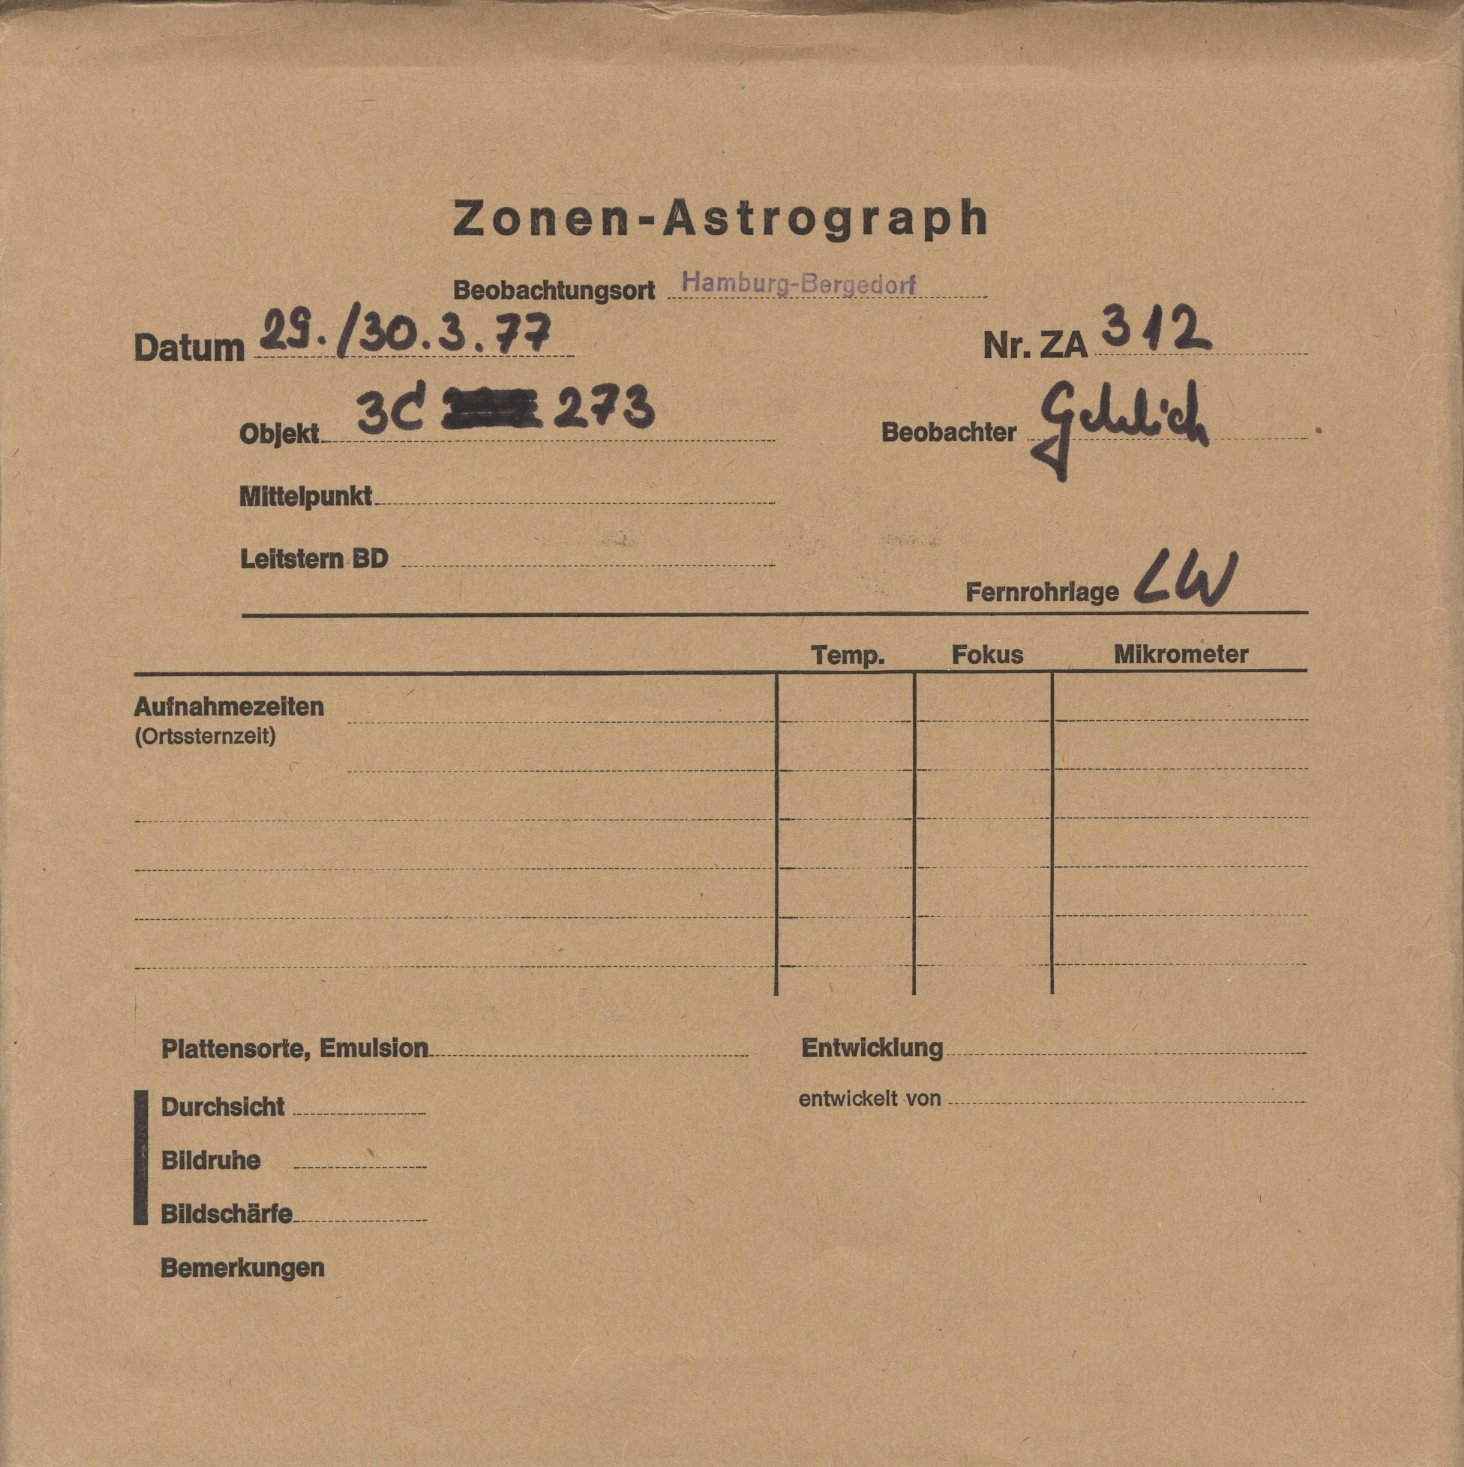 Zonen-Astrograph
Beobachtungsort Hamburg-Bergedorf
Datum 29./30.3.77 Nr. ZA 312
Objekt 3C 273 Beobachter Gehlich
Mittelpunkt
Leitstern BD
Fernrohrlage LW
Temp. Fokus Mikrometer
Aufnahmezeiten
(Ortssternzeit)
Plattensorte, Emulsion Entwicklung
Durchsicht entwickelt von
Bildruhe
Bildschärfe
Bemerkungen